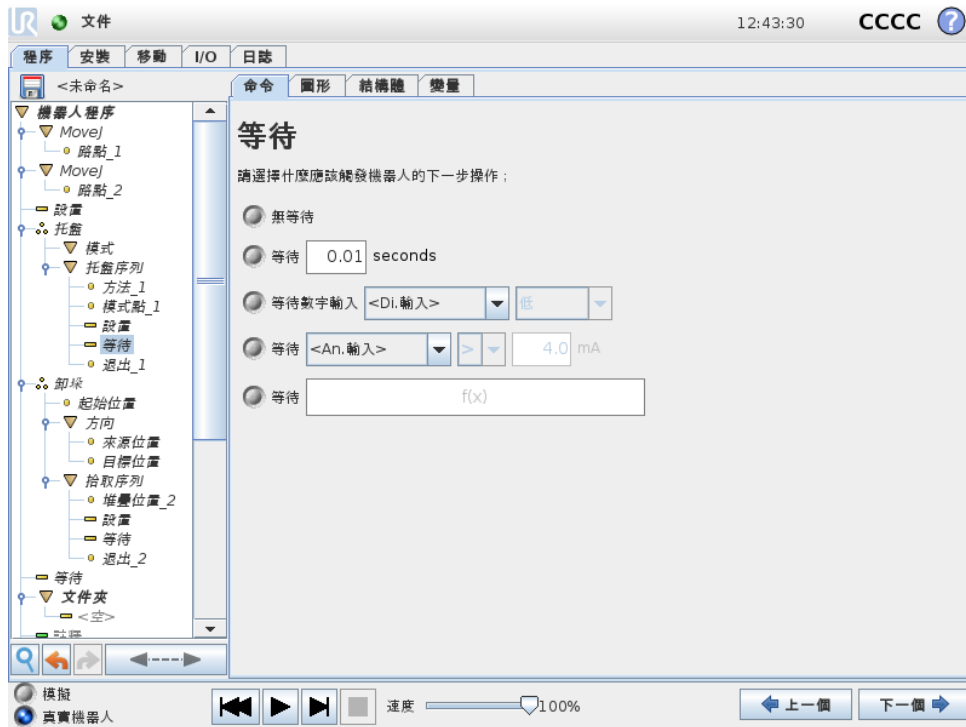 UR 文件 12:43:30 CCCC ?
程序 安裝 移動 I/O 日誌
<未命名>
命令 圖形 結構體 變量
機器人程序
MoveJ
路點_1
MoveJ
路點_2
設置
托盤
模式
托盤序列
方法_1
模式點_1
設置
等待
退出_1
卸垛
起始位置
方向
來源位置
目標位置
拾取序列
堆疊位置_2
設置
等待
退出_2
等待
文件夾
<空>
註釋
等待
請選擇什麼應該觸發機器人的下一步操作；
無等待
等待 0.01 seconds
等待數字輸入 <Di.輸入> 低
等待 <An.輸入> > 4.0 mA
等待 f(x)
模擬
真實機器人
速度 100%
上一個 下一個